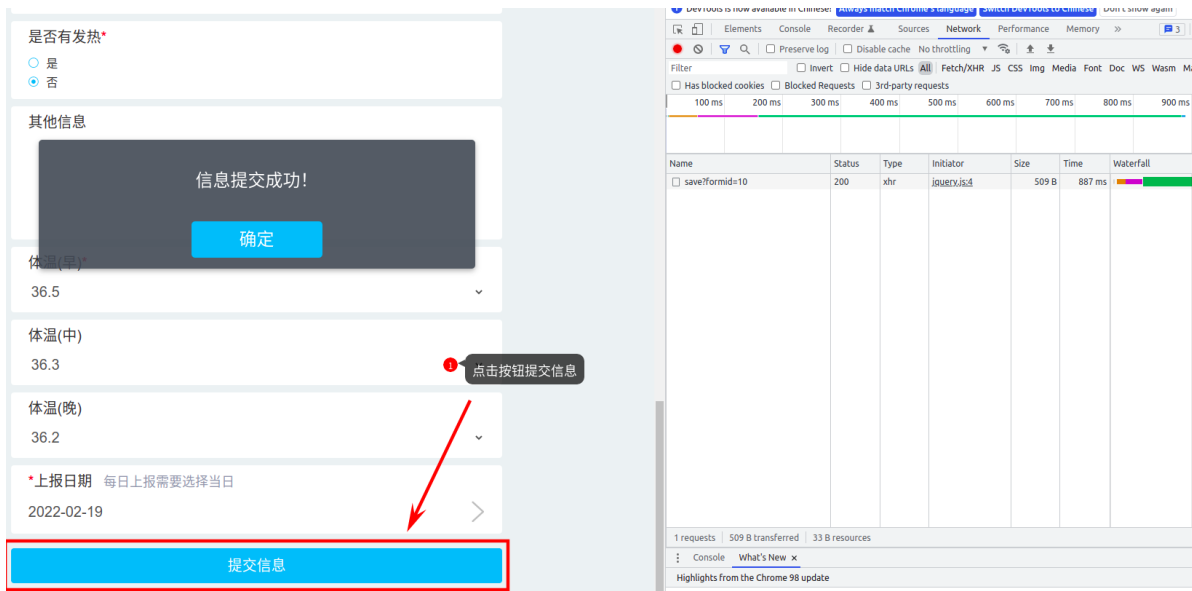 DevTools is now available in Chinese! Always match Chrome's language Switch DevTools to Chinese Don't show again
是否有发热*
是
否
其他信息
信息提交成功！
确定
体温(早)*
36.5
体温(中)
36.3
1
点击按钮提交信息
体温(晚)
36.2
*上报日期 每日上报需要选择当日
2022-02-19
提交信息
Elements Console Recorder Sources Network Performance Memory » 3
Preserve log Disable cache No throttling
Filter Invert Hide data URLs All Fetch/XHR JS CSS Img Media Font Doc WS Wasm
Has blocked cookies Blocked Requests 3rd-party requests
100 ms 200 ms 300 ms 400 ms 500 ms 600 ms 700 ms 800 ms 900 ms
Name Status Type Initiator Size Time Waterfall
save?formid=10 200 xhr jquery.js:4 509 B 887 ms
1 requests 509 B transferred 33 B resources
Console What's New ×
Highlights from the Chrome 98 update